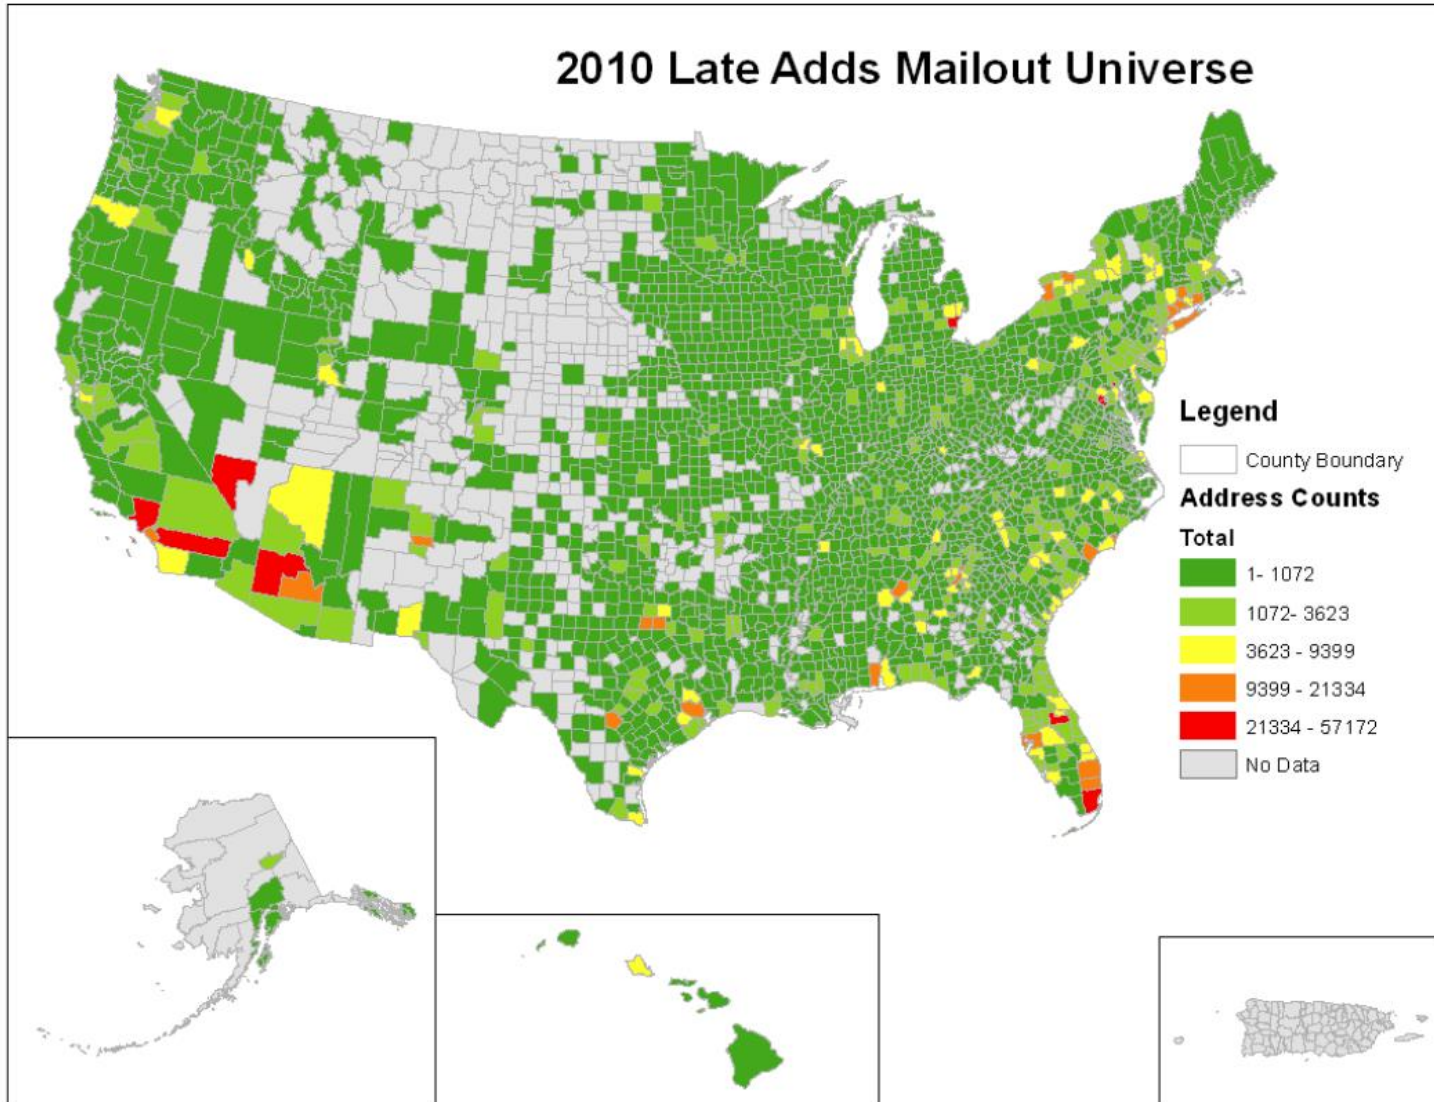 2010 Late Adds Mailout Universe
Legend
County Boundary
Address Counts
Total
1- 1072
1072- 3623
3623 - 9399
9399 - 21334
21334 - 57172
No Data